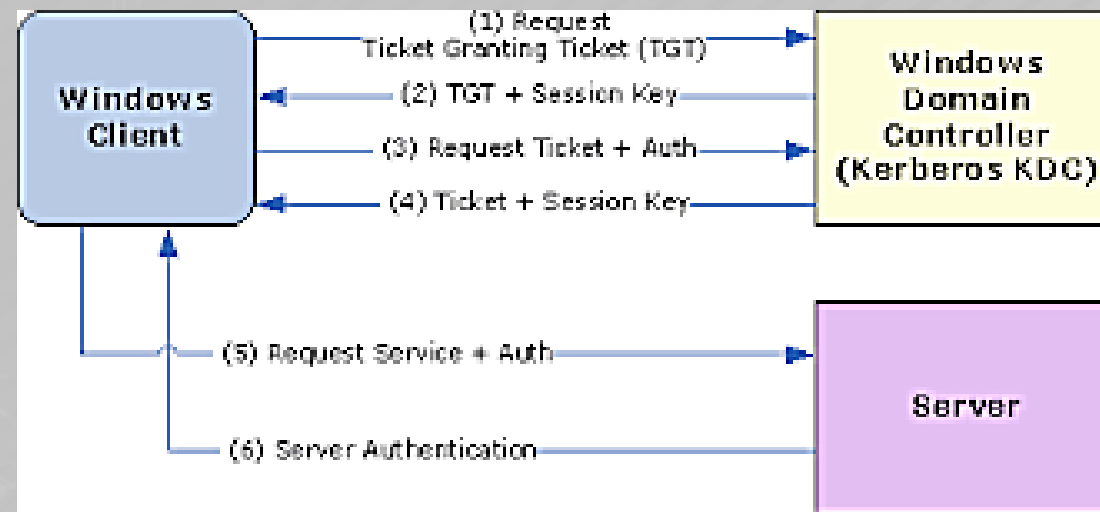 (1) Request
Ticket Granting Ticket (TGT)
Windows
Client
(2) TGT + Session Key
(3) Request Ticket + Auth
(4) Ticket + Session Key
Windows
Domain
Controller
(Kerberos KDC)
(5) Request Service + Auth
Server
(6) Server Authentication